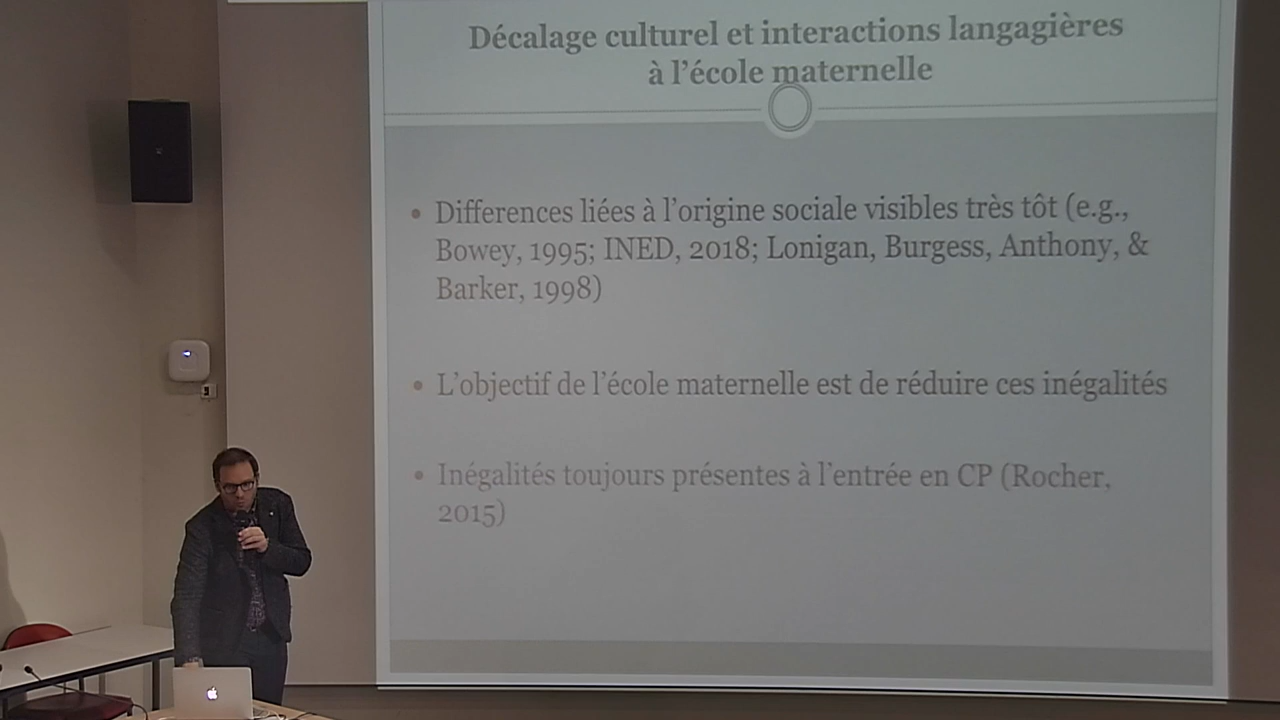 Décalage culturel et interactions langagières
à l'école maternelle
• Differences liées à l'origine sociale visibles très tôt (e.g.,
Bowey, 1995; INED, 2018; Lonigan, Burgess, Anthony, &
Barker, 1998)
• L'objectif de l'école maternelle est de réduire ces inégalités
• Inégalités toujours présentes à l'entrée en CP (Rocher,
2015)